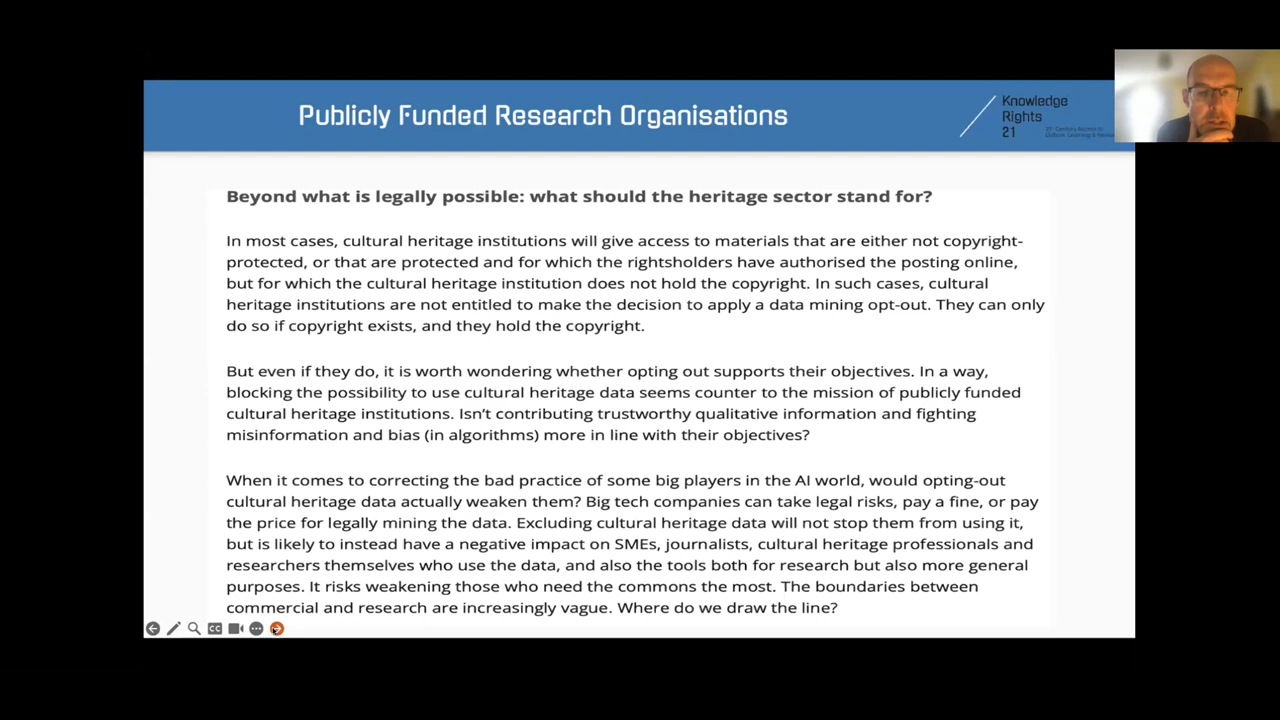 Publicly Funded Research Organisations
Knowledge
Rights
21
21st Century Access to
Culture, Learning &
Beyond what is legally possible: what should the heritage sector stand for?
In most cases, cultural heritage institutions will give access to materials that are either not copyright-
protected, or that are protected and for which the rightsholders have authorised the posting online,
but for which the cultural heritage institution does not hold the copyright. In such cases, cultural
heritage institutions are not entitled to make the decision to apply a data mining opt-out. They can only
do so if copyright exists, and they hold the copyright.
But even if they do, it is worth wondering whether opting out supports their objectives. In a way,
blocking the possibility to use cultural heritage data seems counter to the mission of publicly funded
cultural heritage institutions. Isn't contributing trustworthy qualitative information and fighting
misinformation and bias (in algorithms) more in line with their objectives?
When it comes to correcting the bad practice of some big players in the AI world, would opting-out
cultural heritage data actually weaken them? Big tech companies can take legal risks, pay a fine, or pay
the price for legally mining the data. Excluding cultural heritage data will not stop them from using it,
but is likely to instead have a negative impact on SMEs, journalists, cultural heritage professionals and
researchers themselves who use the data, and also the tools both for research but also more general
purposes. It risks weakening those who need the commons the most. The boundaries between
commercial and research are increasingly vague. Where do we draw the line?
CC